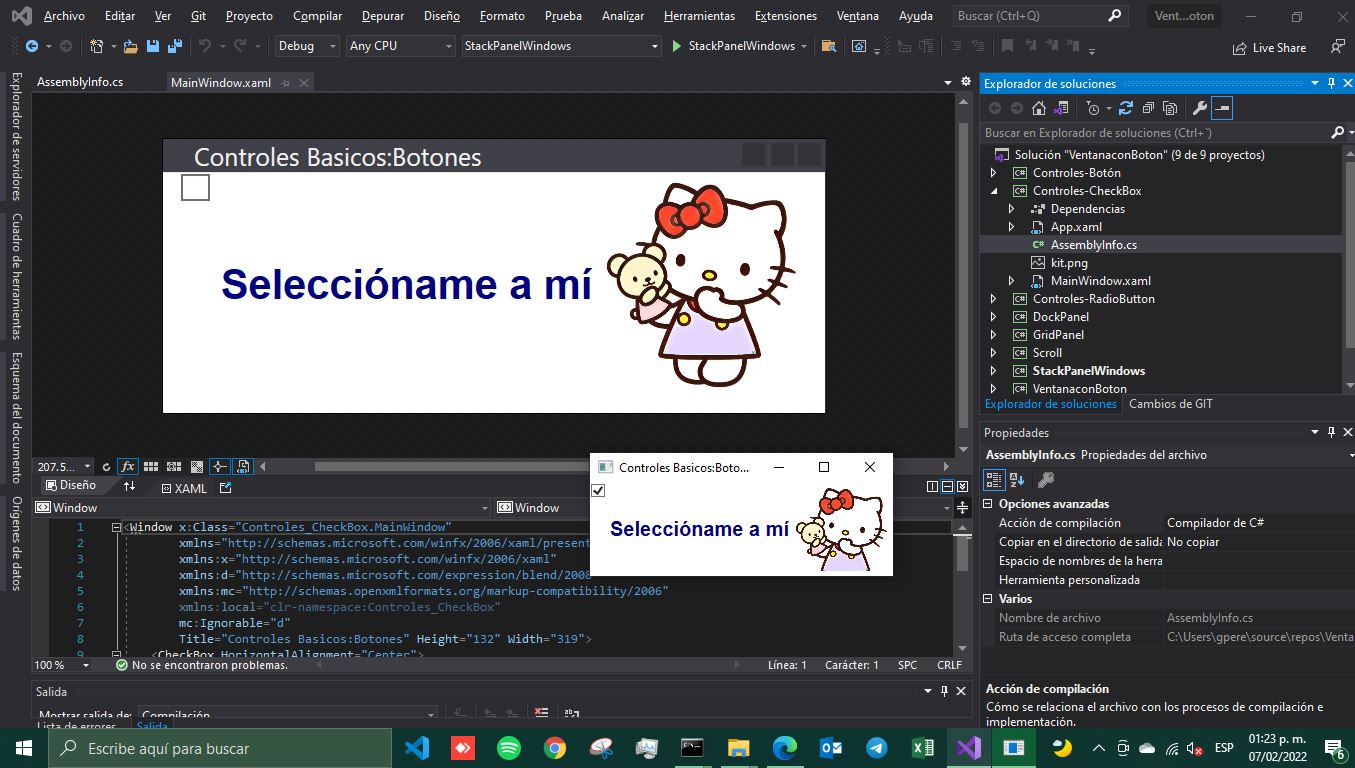 Archivo Editar Ver Git Proyecto Compilar Depurar Diseño Formato Prueba Analizar Herramientas Extensiones Ventana Ayuda Buscar (Ctrl+Q) Vent...oton
Debug Any CPU StackPanelWindows StackPanelWindows Live Share
Explorador de servidores
Cuadro de herramientas
Esquema del documento
Orígenes de datos
AssemblyInfo.cs MainWindow.xaml
Controles Basicos:Botones
Seleccióname a mí
207.5...
Diseño XAML
Window Window
1 <Window x:Class="Controles_CheckBox.MainWindow"
2 xmlns="http://schemas.microsoft.com/winfx/2006/xaml/present
3 xmlns:x="http://schemas.microsoft.com/winfx/2006/xaml"
4 xmlns:d="http://schemas.microsoft.com/expression/blend/2008
5 xmlns:mc="http://schemas.openxmlformats.org/markup-compatibility/2006"
6 xmlns:local="clr-namespace:Controles_CheckBox"
7 mc:Ignorable="d"
8 Title="Controles Basicos:Botones" Height="132" Width="319">
9 <CheckBox HorizontalAlignment="Center">
Controles Basicos:Boto...
Seleccióname a mí
100 % No se encontraron problemas. Línea: 1 Carácter: 1 SPC CRLF
Salida
Mostrar salida de: Compilación
Lista de errores Salida
Explorador de soluciones
Buscar en Explorador de soluciones (Ctrl+`)
Solución "VentanaconBoton" (9 de 9 proyectos)
Controles-Botón
Controles-CheckBox
Dependencias
App.xaml
AssemblyInfo.cs
kit.png
MainWindow.xaml
Controles-RadioButton
DockPanel
GridPanel
Scroll
StackPanelWindows
VentanaconBoton
Explorador de soluciones Cambios de GIT
Propiedades
AssemblyInfo.cs Propiedades del archivo
Opciones avanzadas
Acción de compilación Compilador de C#
Copiar en el directorio de salida No copiar
Espacio de nombres de la herra
Herramienta personalizada
Varios
Nombre de archivo AssemblyInfo.cs
Ruta de acceso completa C:\Users\gpere\source\repos\Venta
Acción de compilación
Cómo se relaciona el archivo con los procesos de compilación e
implementación.
Escribe aquí para buscar
ESP 01:23 p. m.
07/02/2022
6